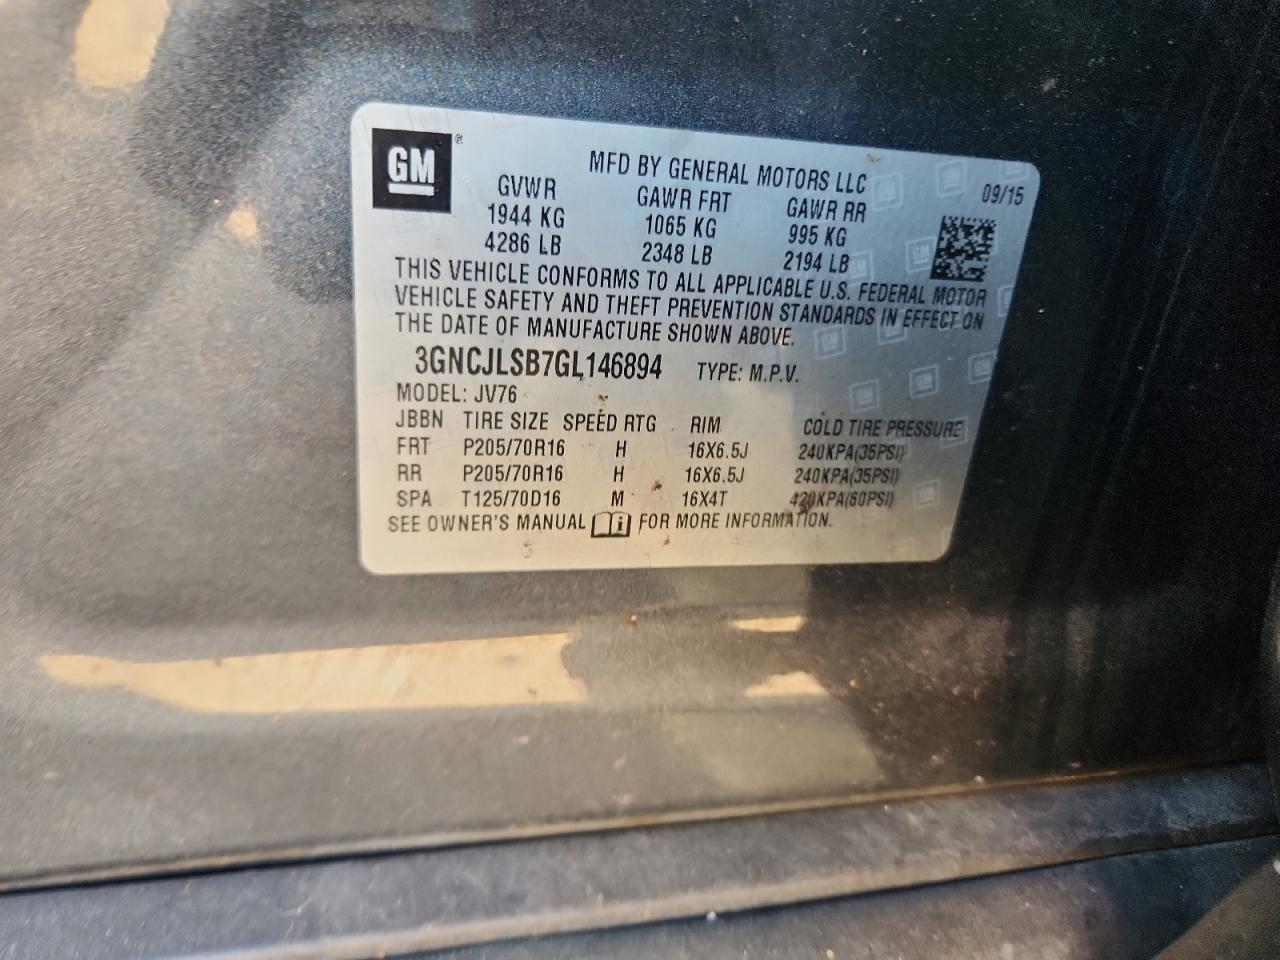 GM ®
MFD BY GENERAL MOTORS LLC
09/15
GVWR GAWR FRT GAWR RR
1944 KG 1065 KG 995 KG
4286 LB 2348 LB 2194 LB
THIS VEHICLE CONFORMS TO ALL APPLICABLE U.S. FEDERAL MOTOR
VEHICLE SAFETY AND THEFT PREVENTION STANDARDS IN EFFECT ON
THE DATE OF MANUFACTURE SHOWN ABOVE.
3GNCJLSB7GL146894 TYPE: M.P.V.
MODEL: JV76
JBBN TIRE SIZE SPEED RTG RIM COLD TIRE PRESSURE
FRT P205/70R16 H 16X6.5J 240KPA(35PSI)
RR P205/70R16 H 16X6.5J 240KPA(35PSI)
SPA T125/70D16 M 16X4T 420KPA(60PSI)
SEE OWNER'S MANUAL i FOR MORE INFORMATION.